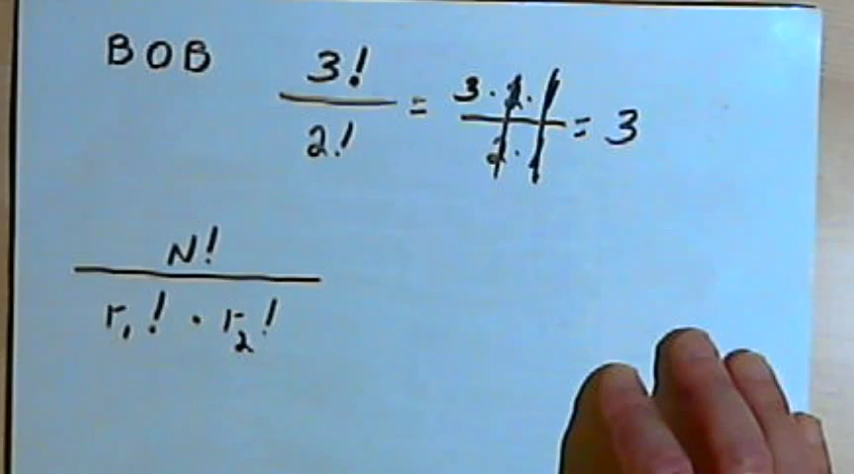 BOB 3!/2! = 3·2·1/2·1 = 3
N!/r₁! · r₂!